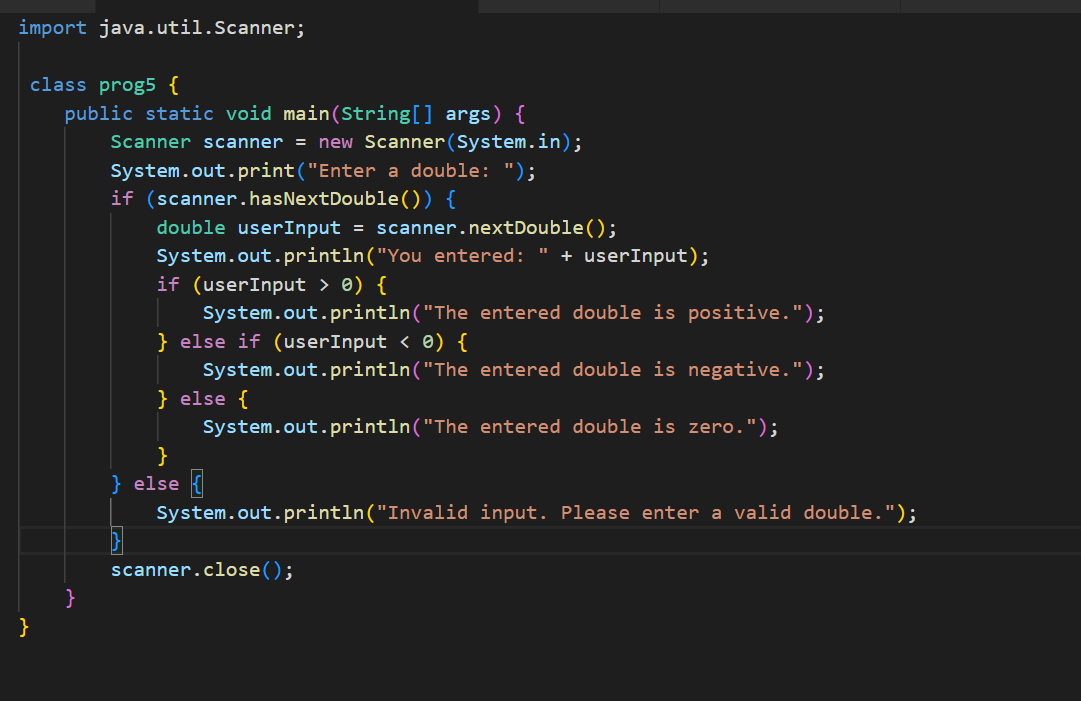 import java.util.Scanner;
class prog5 {
public static void main(String[] args) {
Scanner scanner = new Scanner(System.in);
System.out.print("Enter a double: ");
if (scanner.hasNextDouble()) {
double userInput = scanner.nextDouble();
System.out.println("You entered: " + userInput);
if (userInput > 0) {
System.out.println("The entered double is positive.");
} else if (userInput < 0) {
System.out.println("The entered double is negative.");
} else {
System.out.println("The entered double is zero.");
}
} else {
System.out.println("Invalid input. Please enter a valid double.");
}
scanner.close();
}
}